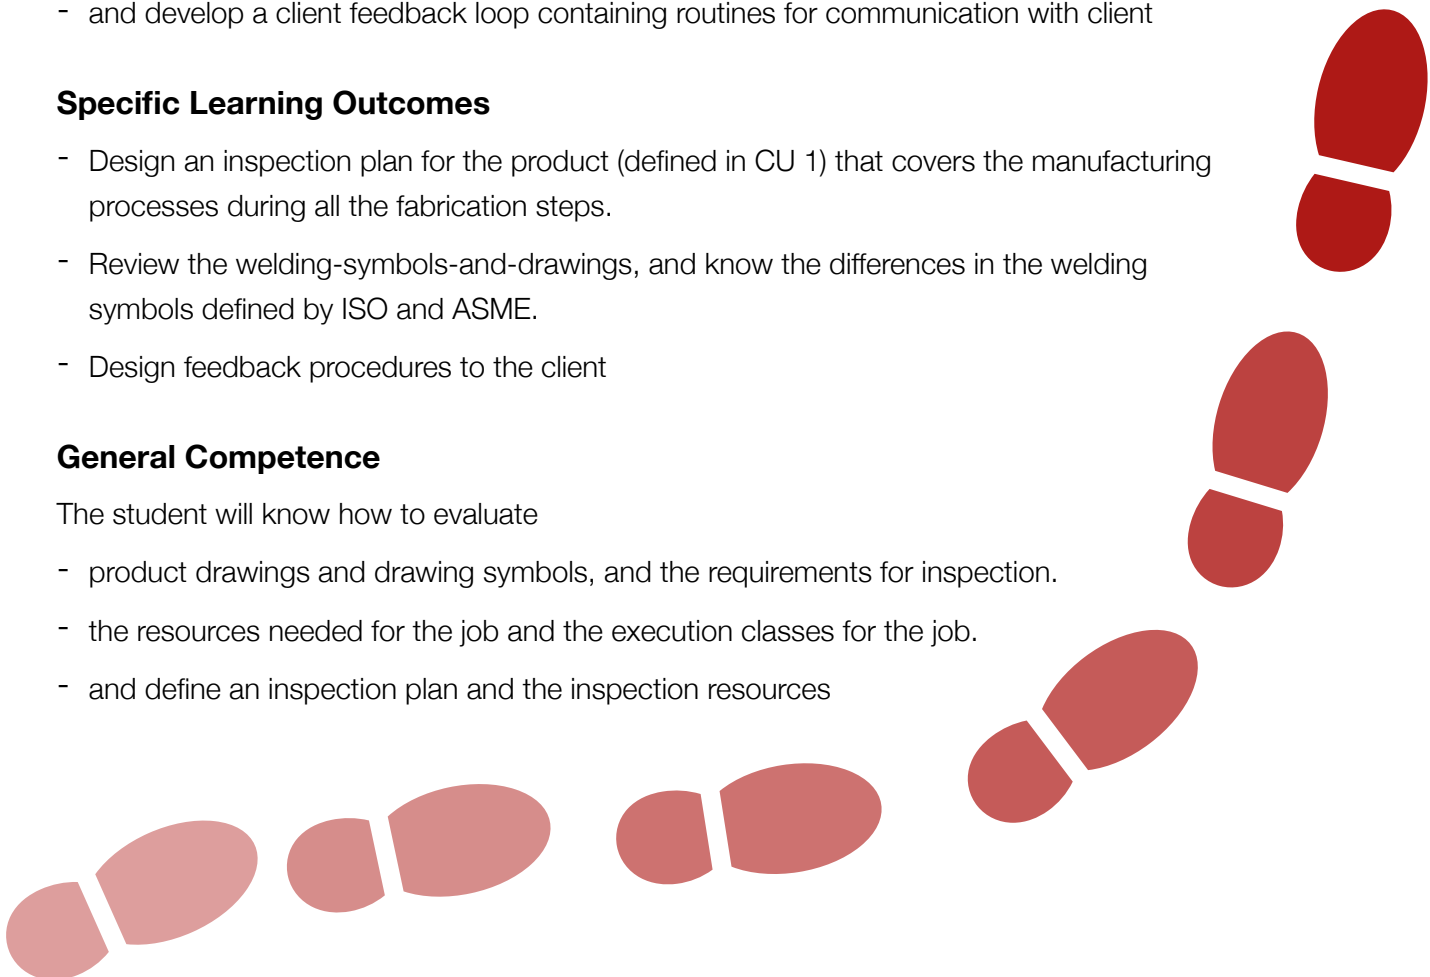 - and develop a client feedback loop containing routines for communication with client
Specific Learning Outcomes
- Design an inspection plan for the product (defined in CU 1) that covers the manufacturing
processes during all the fabrication steps.
- Review the welding-symbols-and-drawings, and know the differences in the welding
symbols defined by ISO and ASME.
- Design feedback procedures to the client
General Competence
The student will know how to evaluate
- product drawings and drawing symbols, and the requirements for inspection.
- the resources needed for the job and the execution classes for the job.
- and define an inspection plan and the inspection resources